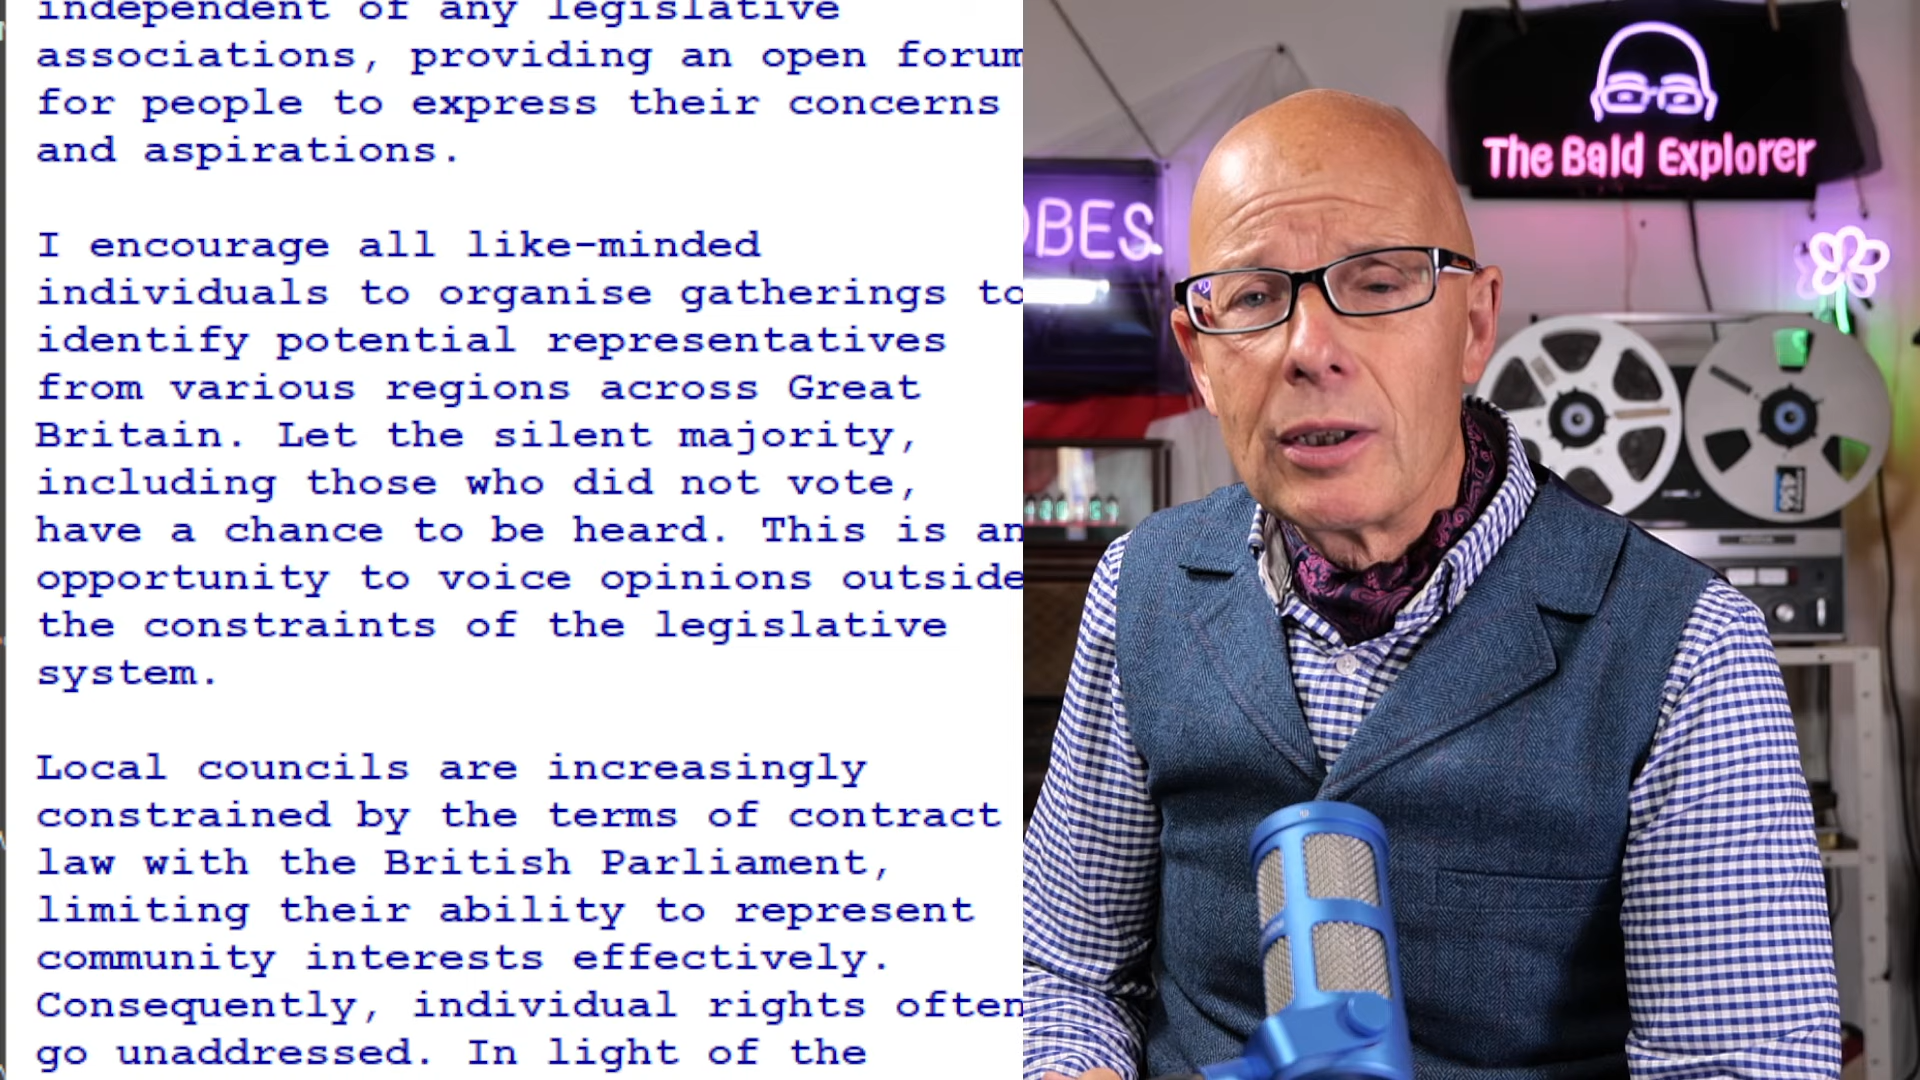 independent of any legislative
associations, providing an open forum
for people to express their concerns
and aspirations.
I encourage all like-minded
individuals to organise gatherings to
identify potential representatives
from various regions across Great
Britain. Let the silent majority,
including those who did not vote,
have a chance to be heard. This is an
opportunity to voice opinions outside
the constraints of the legislative
system.
Local councils are increasingly
constrained by the terms of contract
law with the British Parliament,
limiting their ability to represent
community interests effectively.
Consequently, individual rights often
go unaddressed. In light of the
The Bald Explorer
OBES